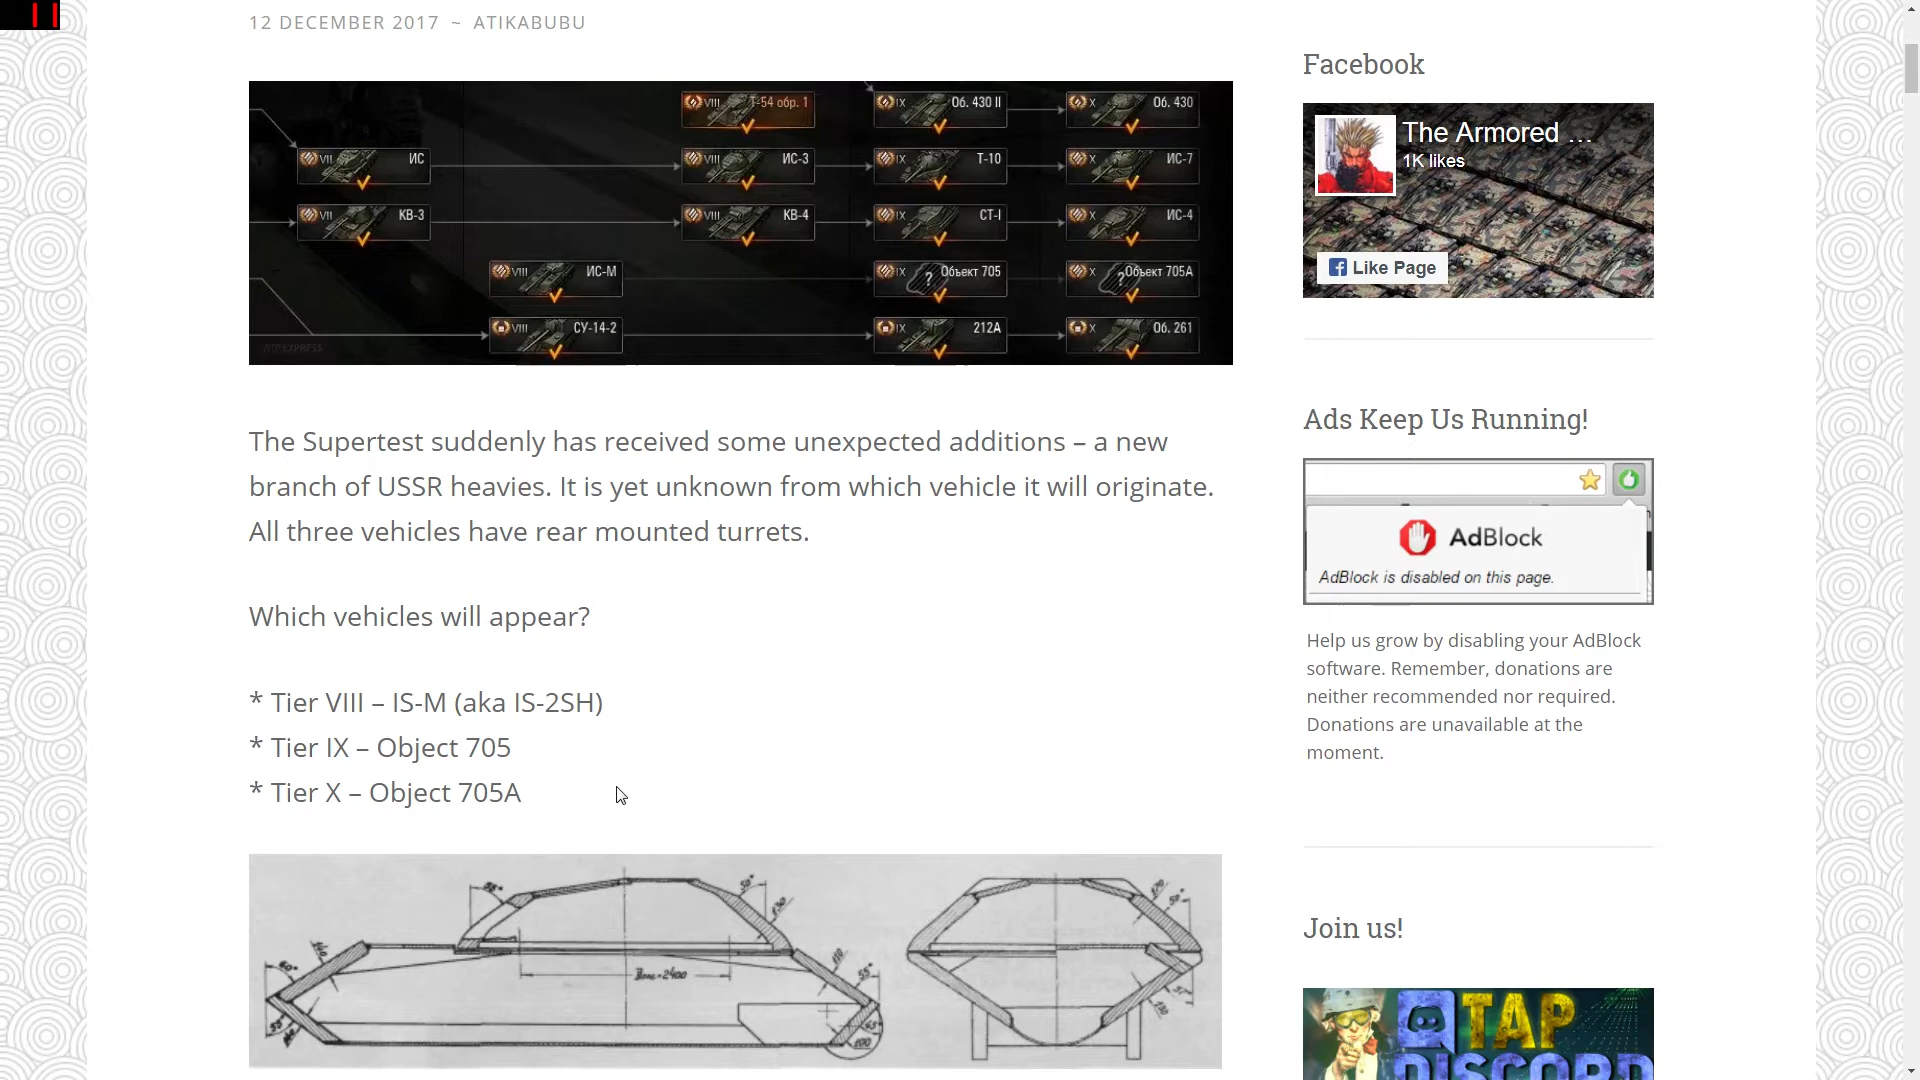 12 DECEMBER 2017 ~ ATIKABUBU
VIII Т-54 обр. 1
IX Об. 430 II
X Об. 430
VII ИС
VIII ИС-3
IX Т-10
X ИС-7
VII КВ-3
VIII КВ-4
IX СТ-I
X ИС-4
VIII ИС-М
IX ? Объект 705
X ? Объект 705А
VIII СУ-14-2
IX 212А
X Об. 261
The Supertest suddenly has received some unexpected additions – a new
branch of USSR heavies. It is yet unknown from which vehicle it will originate.
All three vehicles have rear mounted turrets.
Which vehicles will appear?
* Tier VIII – IS-M (aka IS-2SH)
* Tier IX – Object 705
* Tier X – Object 705A
50°
130
110
55°
100
50°
Facebook
The Armored ...
1K likes
Like Page
Ads Keep Us Running!
AdBlock
AdBlock is disabled on this page.
Help us grow by disabling your AdBlock
software. Remember, donations are
neither recommended nor required.
Donations are unavailable at the
moment.
Join us!
TAP
DISCORD